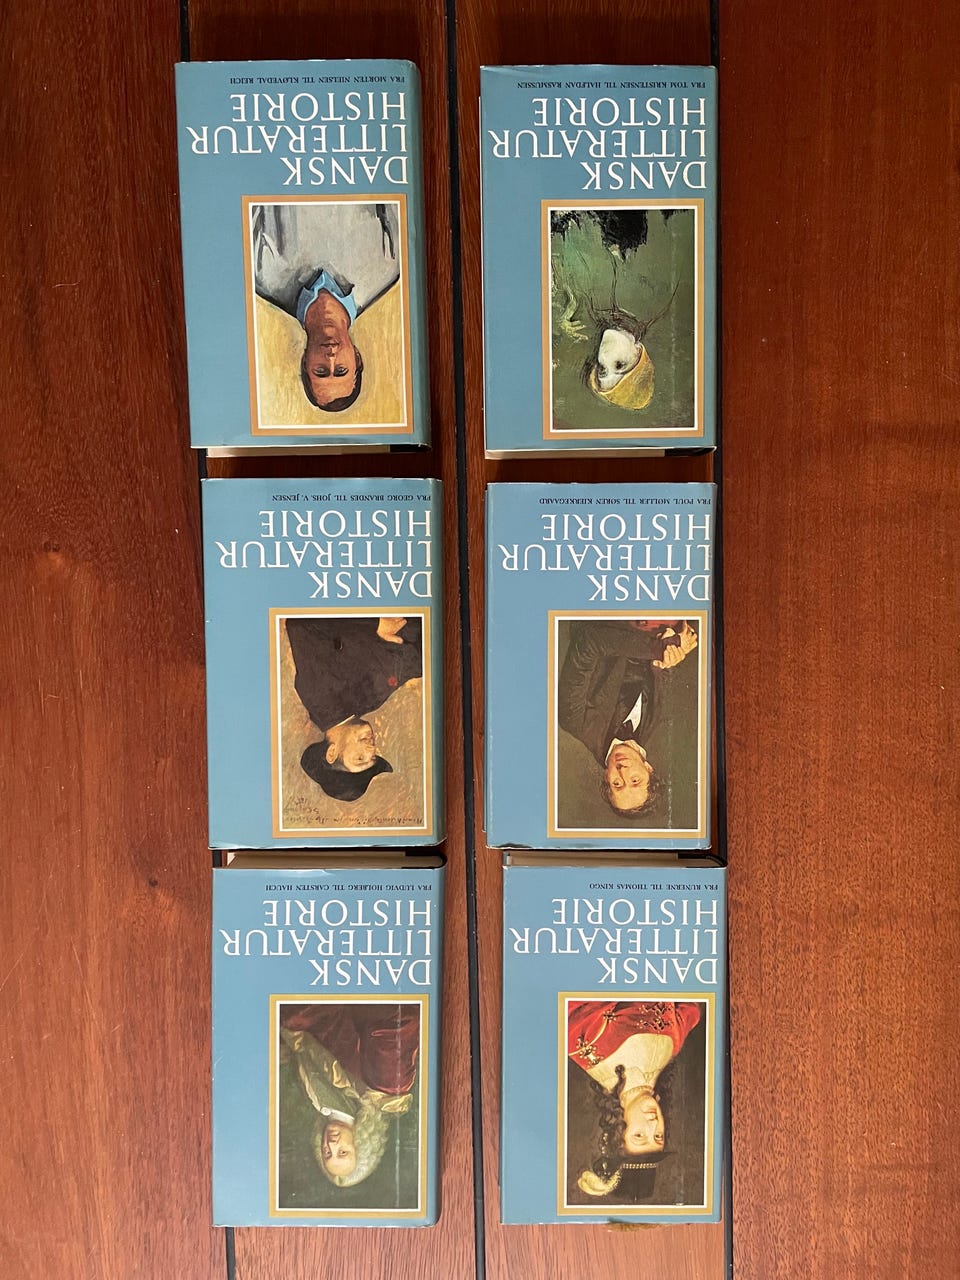 DANSK
LITTERATUR
HISTORIE
FRA RUNERNE TIL THOMAS KINGO
DANSK
LITTERATUR
HISTORIE
FRA LUDVIG HOLBERG TIL CARSTEN HAUCH
DANSK
LITTERATUR
HISTORIE
FRA POUL MØLLER TIL SØREN KIERKEGAARD
DANSK
LITTERATUR
HISTORIE
FRA GEORG BRANDES TIL JOHS. V. JENSEN
DANSK
LITTERATUR
HISTORIE
FRA TOM KRISTENSEN TIL HALFDAN RASMUSSEN
DANSK
LITTERATUR
HISTORIE
FRA MORTEN NIELSEN TIL KLØVEDAL REICH